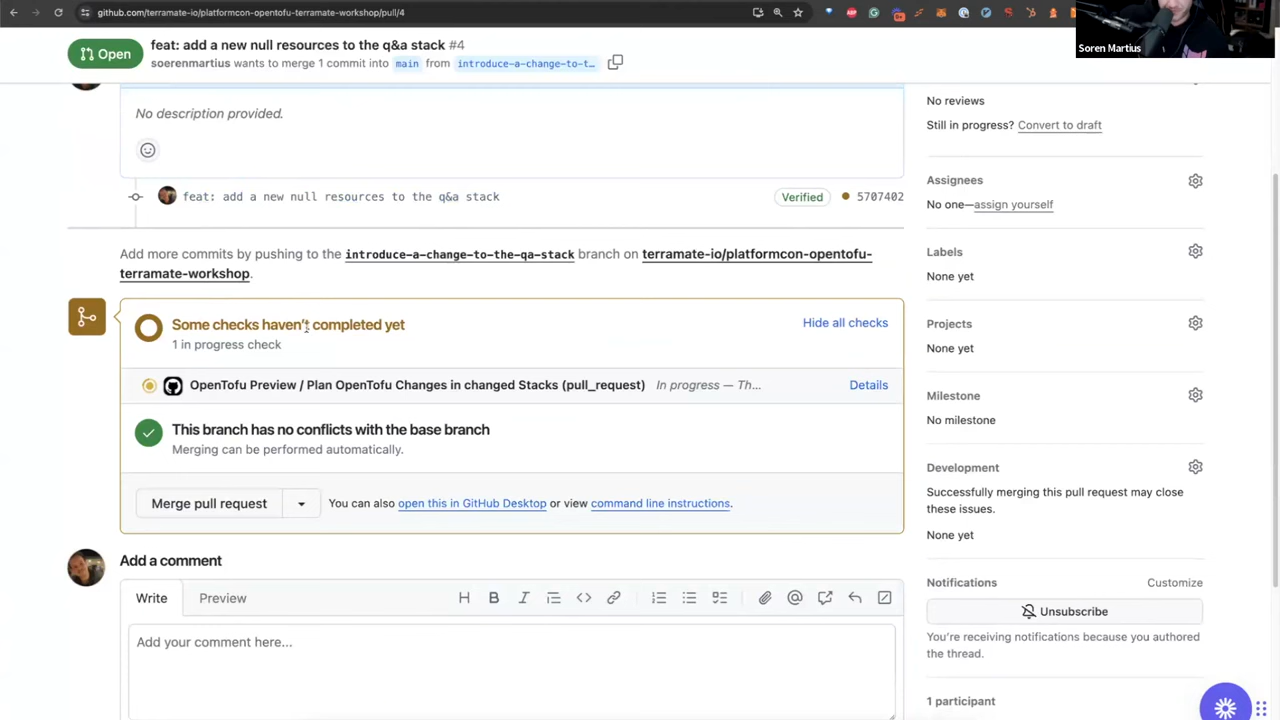 github.com/terramate-io/platformcon-opentofu-terramate-workshop/pull/4
Soren Martius
Open
feat: add a new null resources to the q&a stack #4
soerenmartius wants to merge 1 commit into main from introduce-a-change-to-t…
No description provided.
feat: add a new null resources to the q&a stack
Verified
5707402
Add more commits by pushing to the introduce-a-change-to-the-qa-stack branch on terramate-io/platformcon-opentofu-
terramate-workshop.
Some checks haven't completed yet
Hide all checks
1 in progress check
OpenTofu Preview / Plan OpenTofu Changes in changed Stacks (pull_request) In progress — Th…
Details
This branch has no conflicts with the base branch
Merging can be performed automatically.
Merge pull request
You can also open this in GitHub Desktop or view command line instructions.
Add a comment
Write
Preview
Add your comment here...
No reviews
Still in progress? Convert to draft
Assignees
No one—assign yourself
Labels
None yet
Projects
None yet
Milestone
No milestone
Development
Successfully merging this pull request may close
these issues.
None yet
Notifications
Customize
Unsubscribe
You're receiving notifications because you authored
the thread.
1 participant